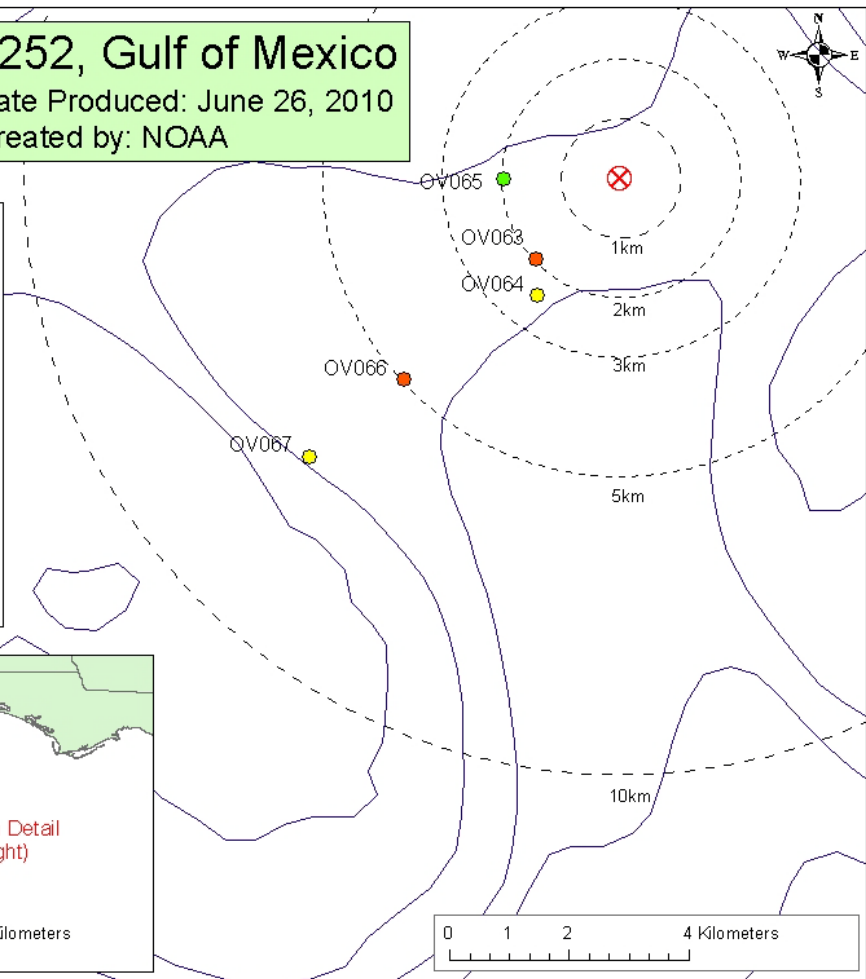 252, Gulf of Mexico
ate Produced: June 26, 2010
reated by: NOAA
N
W E
S
OV065
OV063
1km
OV064
2km
3km
OV066
OV067
5km
10km
Detail
ght)
0 1 2 4 Kilometers
ilometers